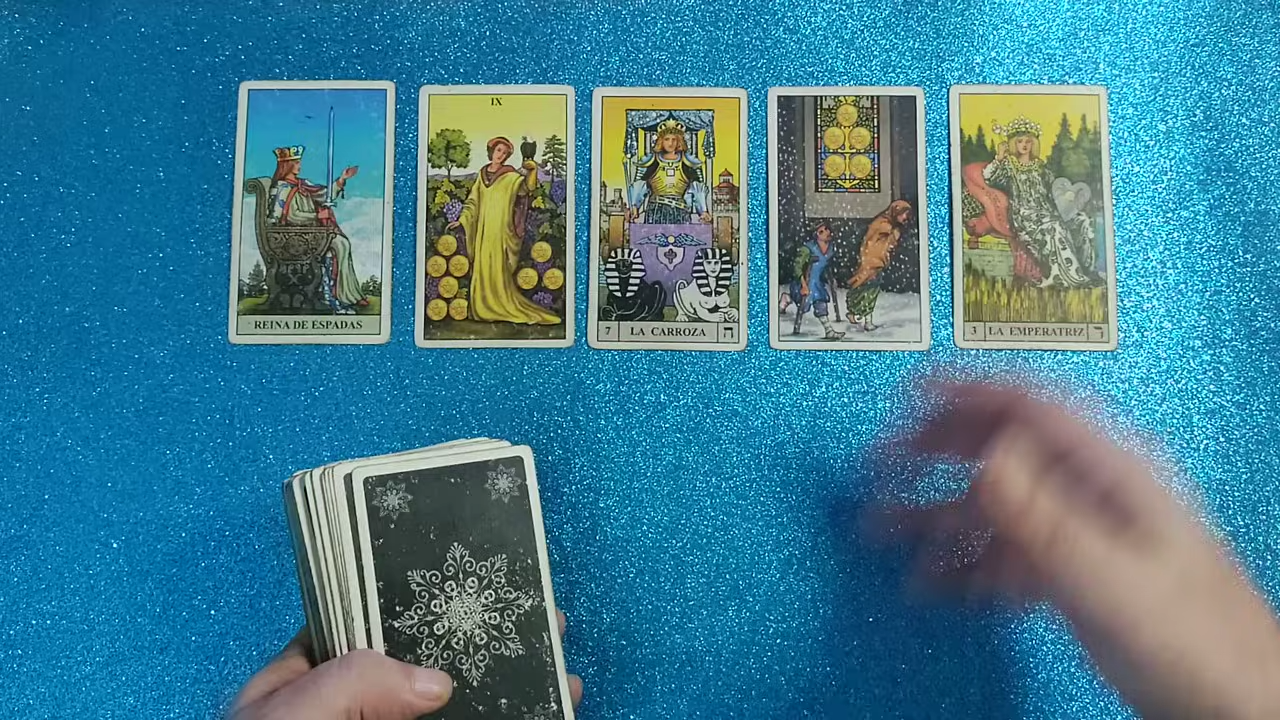 REINA DE ESPADAS
IX
7 LA CARROZA ח
3 LA EMPERATRIZ ד